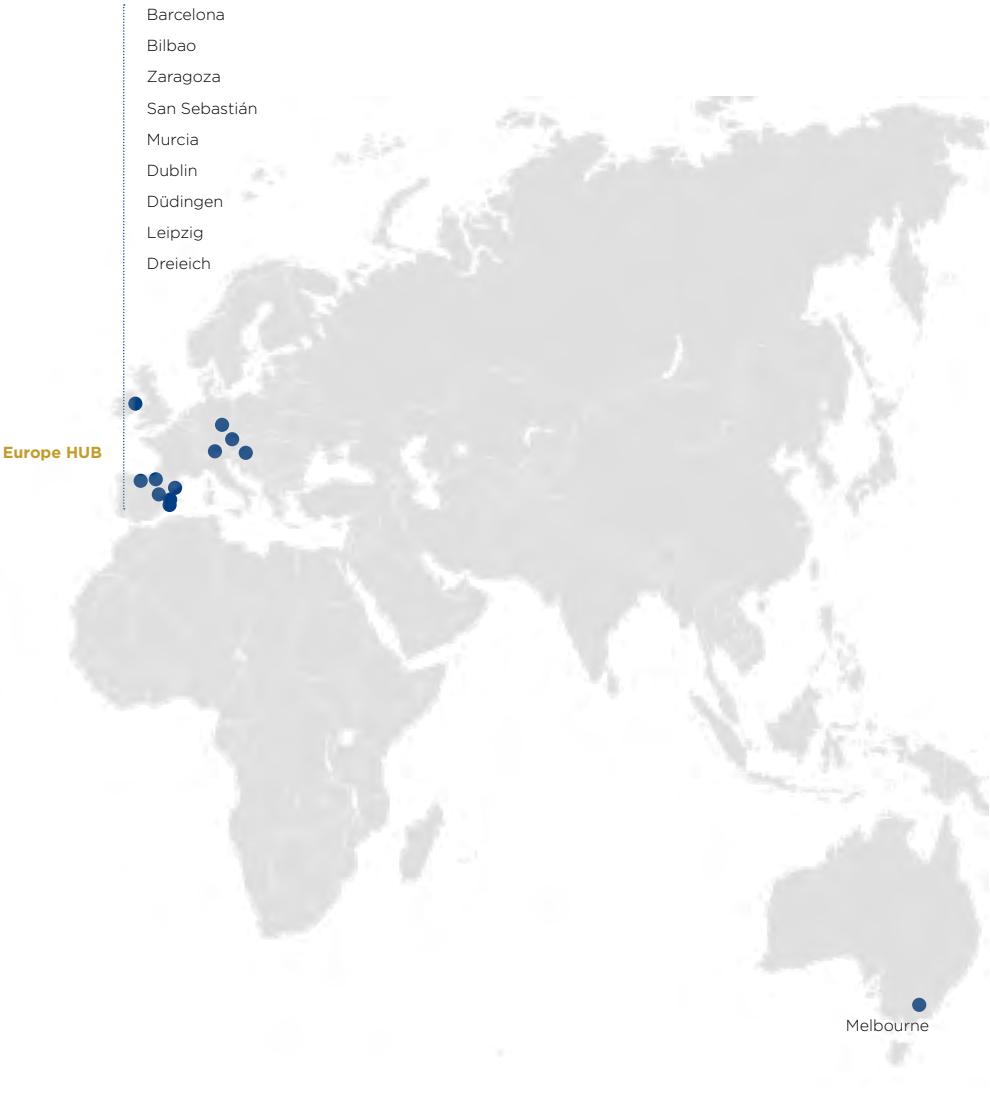 Barcelona
Bilbao
Zaragoza
San Sebastián
Murcia
Dublin
Düdingen
Leipzig
Dreieich
Europe HUB
Melbourne